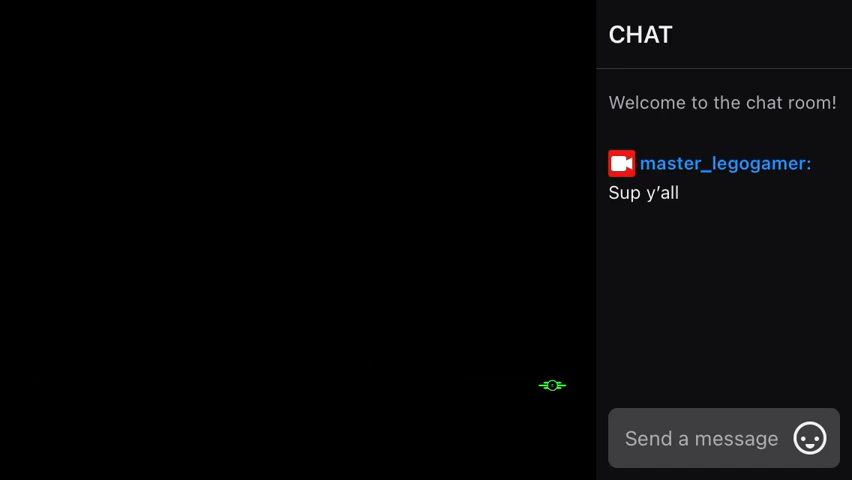 CHAT
Welcome to the chat room!
master_legogamer:
Sup y’all
Send a message